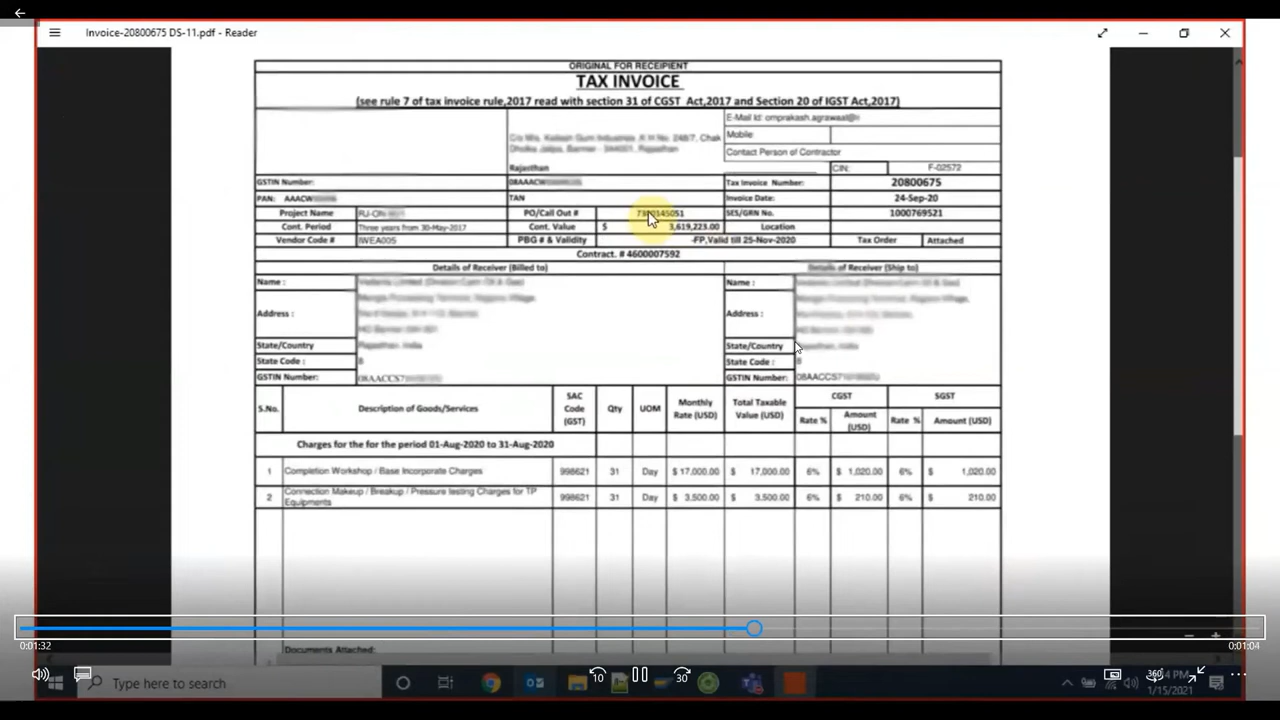 Invoice-20800675 DS-11.pdf - Reader
ORIGINAL FOR RECEIPIENT
TAX INVOICE
(see rule 7 of tax invoice rule,2017 read with section 31 of CGST Act,2017 and Section 20 of IGST Act,2017)
E-Mail Id: omprakash.agrawaal@
Mobile
Contact Person of Contractor
Rajasthan
CIN: F-02572
GSTIN Number: 08AAACW Tax Invoice Number: 20800675
PAN: AAACW TAN Invoice Date: 24-Sep-20
Project Name RJ-ON- PO/Call Out # SES/GRN No. 1000769521
Cont. Period Three years from 30-May-2017 Cont. Value $ 3,619,223.00 Location
Vendor Code # IWEA005 PBG # & Validity -FP,Valid till 25-Nov-2020 Tax Order Attached
Contract. # 4600007592
Details of Receiver (Billed to) Details of Receiver (Ship to)
Name : Name :
Address : Address :
State/Country State/Country
State Code : 8 State Code : 8
GSTIN Number: 08AACCS7 GSTIN Number: 08AACCS7
S.No. Description of Goods/Services SAC Code (GST) Qty UOM Monthly Rate (USD) Total Taxable Value (USD) CGST SGST
Rate % Amount (USD) Rate % Amount (USD)
Charges for the for the period 01-Aug-2020 to 31-Aug-2020
1 Completion Workshop / Base Incorporate Charges 998621 31 Day $ 17,000.00 $ 17,000.00 6% $ 1,020.00 6% $ 1,020.00
2 Connection Makeup / Breakup / Pressure testing Charges for TP Equipments 998621 31 Day $ 3,500.00 $ 3,500.00 6% $ 210.00 6% $ 210.00
Documents Attached:
0:01:32 0:01:04
Type here to search
10
30
360
1/15/2021